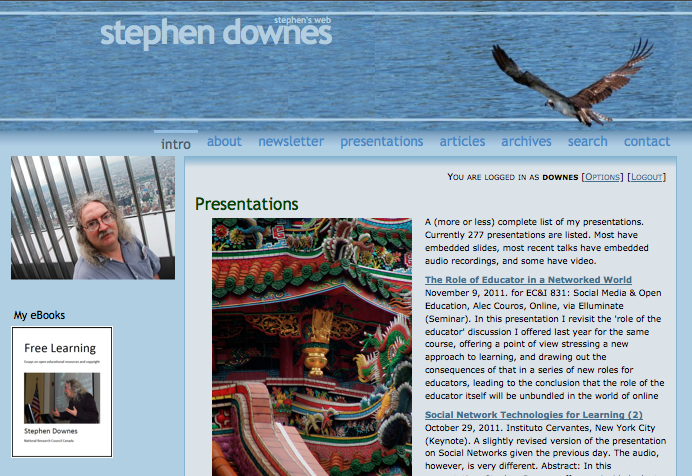 stephen's web
stephen downes
intro about newsletter presentations articles archives search contact
You are logged in as downes [Options] [Logout]
Presentations
A (more or less) complete list of my presentations.
Currently 277 presentations are listed. Most have
embedded slides, most recent talks have embedded
audio recordings, and some have video.
The Role of Educator in a Networked World
November 9, 2011. for EC&I 831: Social Media & Open
Education, Alec Couros, Online, via Elluminate
(Seminar). In this presentation I revisit the 'role of the
educator' discussion I offered last year for the same
course, offering a point of view stressing a new
approach to learning, and drawing out the
consequences of that in a series of new roles for
educators, leading to the conclusion that the role of the
educator itself will be unbundled in the world of online
Social Network Technologies for Learning (2)
October 29, 2011. Instituto Cervantes, New York City
(Keynote). A slightly revised version of the presentation
on Social Networks given the previous day. The audio,
however, is very different. Abstract: In this
My eBooks
Free Learning
Essays on open educational resources and copyright
Stephen Downes
National Research Council Canada